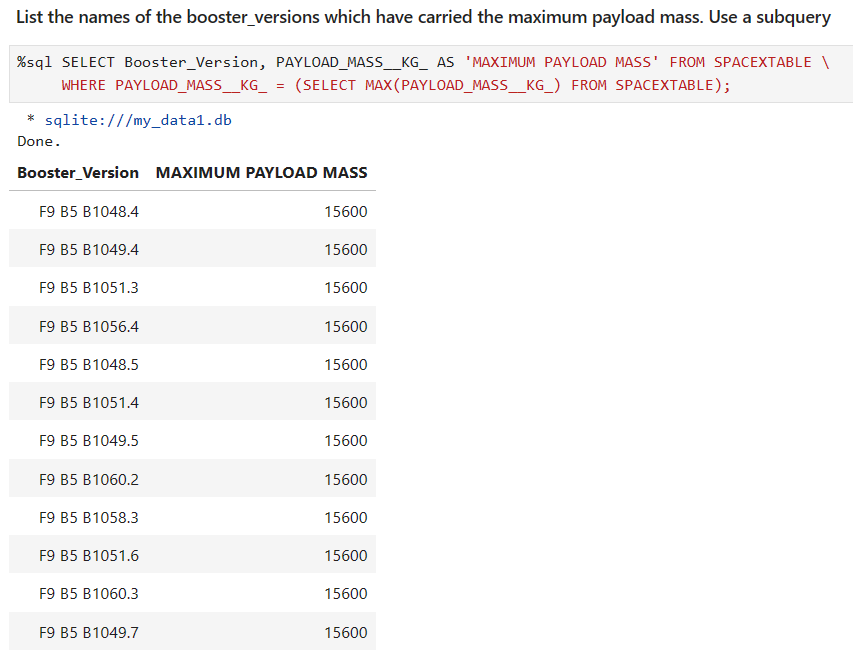 List the names of the booster_versions which have carried the maximum payload mass. Use a subquery
%sql SELECT Booster_Version, PAYLOAD_MASS__KG_ AS 'MAXIMUM PAYLOAD MASS' FROM SPACEXTABLE \
WHERE PAYLOAD_MASS__KG_ = (SELECT MAX(PAYLOAD_MASS__KG_) FROM SPACEXTABLE);
* sqlite:///my_data1.db
Done.
Booster_Version MAXIMUM PAYLOAD MASS
F9 B5 B1048.4 15600
F9 B5 B1049.4 15600
F9 B5 B1051.3 15600
F9 B5 B1056.4 15600
F9 B5 B1048.5 15600
F9 B5 B1051.4 15600
F9 B5 B1049.5 15600
F9 B5 B1060.2 15600
F9 B5 B1058.3 15600
F9 B5 B1051.6 15600
F9 B5 B1060.3 15600
F9 B5 B1049.7 15600